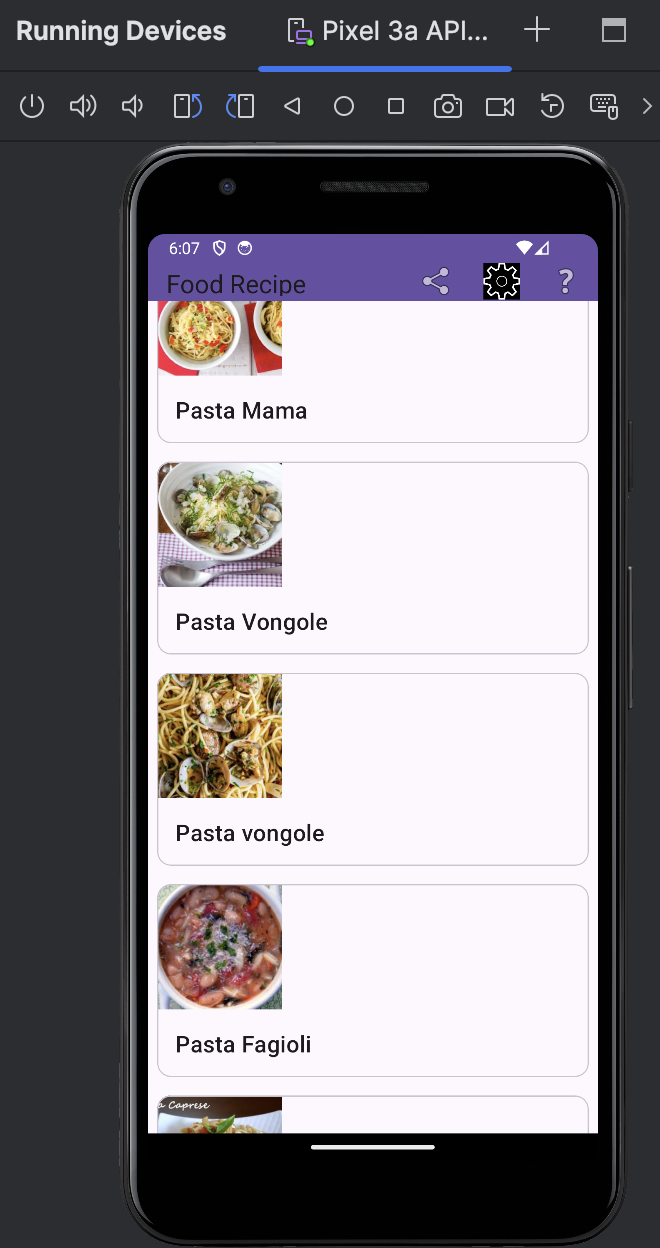 Running Devices
Pixel 3a API...
6:07
Food Recipe
?
Pasta Mama
Pasta Vongole
Pasta vongole
Pasta Fagioli
a Caprese